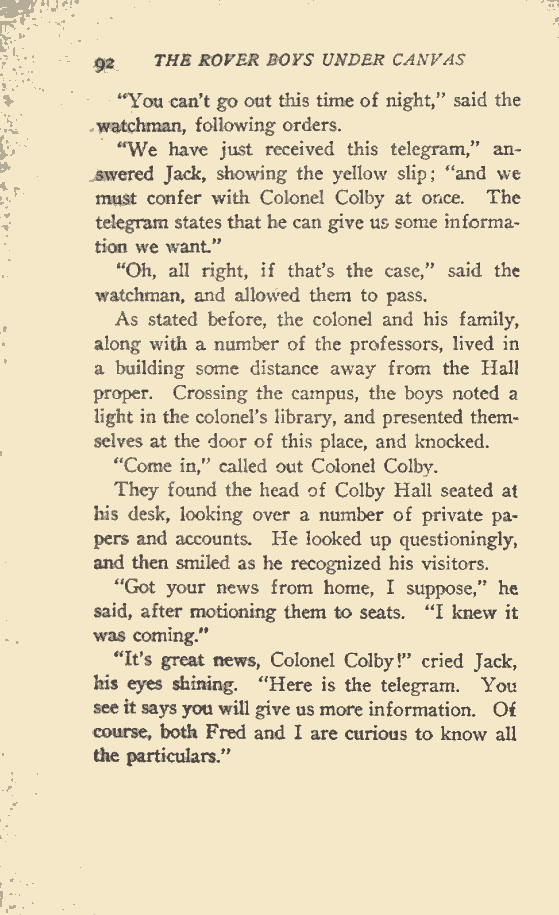 92 THE ROVER BOYS UNDER CANVAS
“You can’t go out this time of night,” said the
watchman, following orders.
“We have just received this telegram,” an-
swered Jack, showing the yellow slip; “and we
must confer with Colonel Colby at once. The
telegram states that he can give us some informa-
tion we want.”
“Oh, all right, if that’s the case,” said the
watchman, and allowed them to pass.
As stated before, the colonel and his family,
along with a number of the professors, lived in
a building some distance away from the Hall
proper. Crossing the campus, the boys noted a
light in the colonel’s library, and presented them-
selves at the door of this place, and knocked.
“Come in,” called out Colonel Colby.
They found the head of Colby Hall seated at
his desk, looking over a number of private pa-
pers and accounts. He looked up questioningly,
and then smiled as he recognized his visitors.
“Got your news from home, I suppose,” he
said, after motioning them to seats. “I knew it
was coming.”
“It’s great news, Colonel Colby!” cried Jack,
his eyes shining. “Here is the telegram. You
see it says you will give us more information. Of
course, both Fred and I are curious to know all
the particulars.”